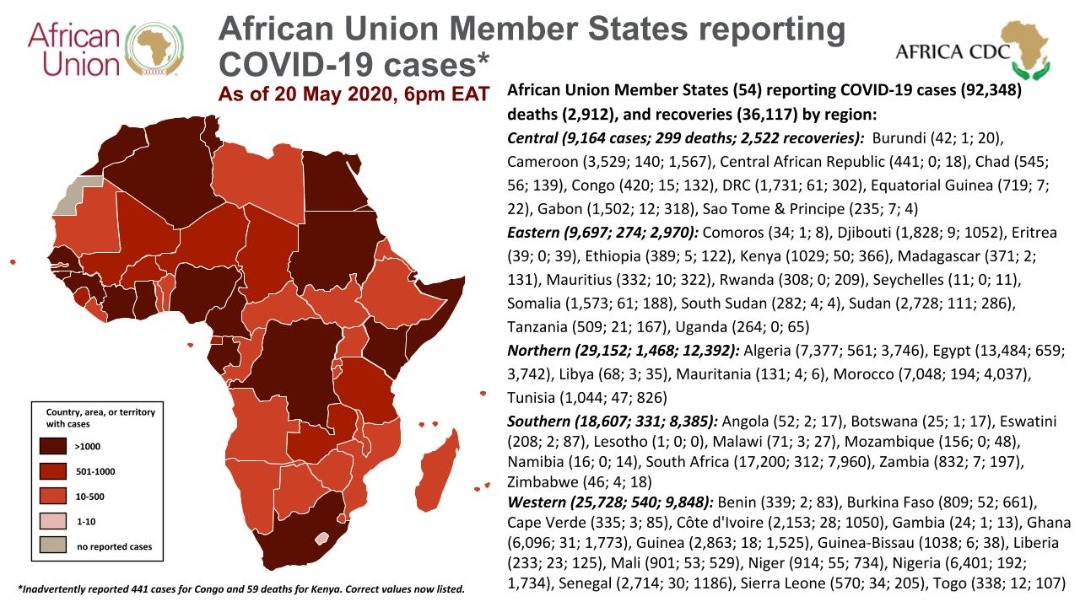 African
Union
African Union Member States reporting
COVID-19 cases*
As of 20 May 2020, 6pm EAT
AFRICA CDC
African Union Member States (54) reporting COVID-19 cases (92,348)
deaths (2,912), and recoveries (36,117) by region:
Central (9,164 cases; 299 deaths; 2,522 recoveries): Burundi (42; 1; 20),
Cameroon (3,529; 140; 1,567), Central African Republic (441; 0; 18), Chad (545;
56; 139), Congo (420; 15; 132), DRC (1,731; 61; 302), Equatorial Guinea (719; 7;
22), Gabon (1,502; 12; 318), Sao Tome & Principe (235; 7; 4)
Eastern (9,697; 274; 2,970): Comoros (34; 1; 8), Djibouti (1,828; 9; 1052), Eritrea
(39; 0; 39), Ethiopia (389; 5; 122), Kenya (1029; 50; 366), Madagascar (371; 2;
131), Mauritius (332; 10; 322), Rwanda (308; 0; 209), Seychelles (11; 0; 11),
Somalia (1,573; 61; 188), South Sudan (282; 4; 4), Sudan (2,728; 111; 286),
Tanzania (509; 21; 167), Uganda (264; 0; 65)
Northern (29,152; 1,468; 12,392): Algeria (7,377; 561; 3,746), Egypt (13,484; 659;
3,742), Libya (68; 3; 35), Mauritania (131; 4; 6), Morocco (7,048; 194; 4,037),
Tunisia (1,044; 47; 826)
Southern (18,607; 331; 8,385): Angola (52; 2; 17), Botswana (25; 1; 17), Eswatini
(208; 2; 87), Lesotho (1; 0; 0), Malawi (71; 3; 27), Mozambique (156; 0; 48),
Namibia (16; 0; 14), South Africa (17,200; 312; 7,960), Zambia (832; 7; 197),
Zimbabwe (46; 4; 18)
Western (25,728; 540; 9,848): Benin (339; 2; 83), Burkina Faso (809; 52; 661),
Cape Verde (335; 3; 85), Côte d'Ivoire (2,153; 28; 1050), Gambia (24; 1; 13), Ghana
(6,096; 31; 1,773), Guinea (2,863; 18; 1,525), Guinea-Bissau (1038; 6; 38), Liberia
(233; 23; 125), Mali (901; 53; 529), Niger (914; 55; 734), Nigeria (6,401; 192;
1,734), Senegal (2,714; 30; 1186), Sierra Leone (570; 34; 205), Togo (338; 12; 107)
Country, area, or territory
with cases
>1000
501-1000
10-500
1-10
no reported cases
*Inadvertently reported 441 cases for Congo and 59 deaths for Kenya. Correct values now listed.